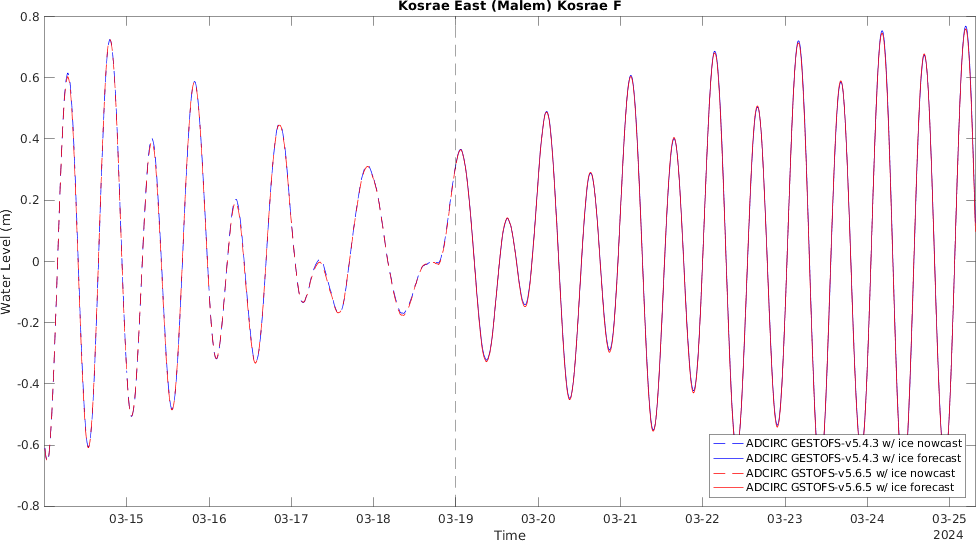 Kosrae East (Malem) Kosrae F
Water Level (m)
0.8
0.6
0.4
0.2
0
-0.2
-0.4
-0.6
-0.8
ADCIRC GESTOFS-v5.4.3 w/ ice nowcast
ADCIRC GESTOFS-v5.4.3 w/ ice forecast
ADCIRC GSTOFS-v5.6.5 w/ ice nowcast
ADCIRC GSTOFS-v5.6.5 w/ ice forecast
03-15 03-16 03-17 03-18 03-19 03-20 03-21 03-22 03-23 03-24 03-25
2024
Time